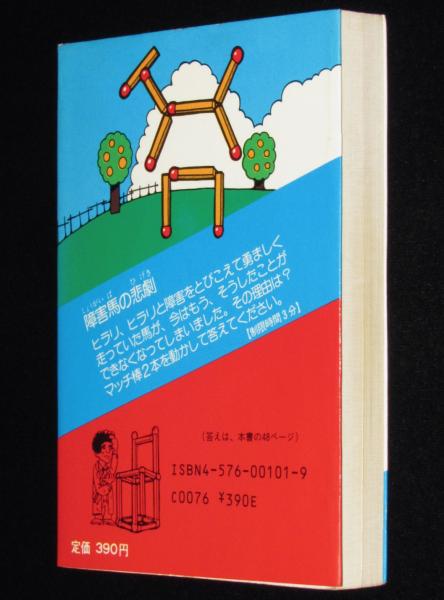 しょうがいば ひげき
障害馬の悲劇
ヒラリ、ヒラリと障害をとびこえて勇ましく
走っていた馬が、今はもう、そうしたことが
できなくなってしまいました。その理由は？
マッチ棒2本を動かして答えてください。
【制限時間3分】
(答えは、本書の48ページ)
ISBN4-576-00101-9
C0076 ¥390E
定価 390円